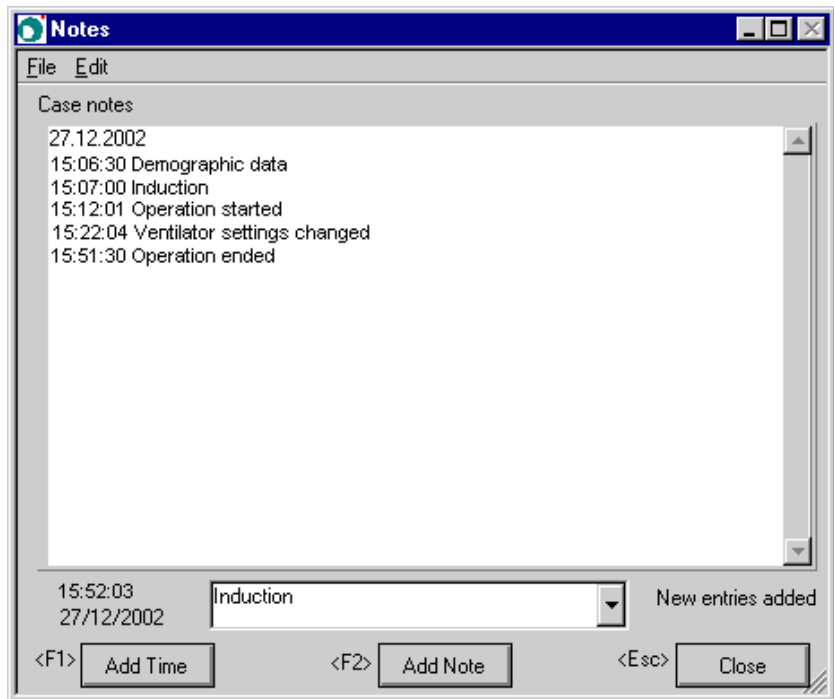 Notes
File Edit
Case notes
27.12.2002
15:06:30 Demographic data
15:07:00 Induction
15:12:01 Operation started
15:22:04 Ventilator settings changed
15:51:30 Operation ended
15:52:03
27/12/2002
Induction
New entries added
<F1> Add Time
<F2> Add Note
<Esc> Close